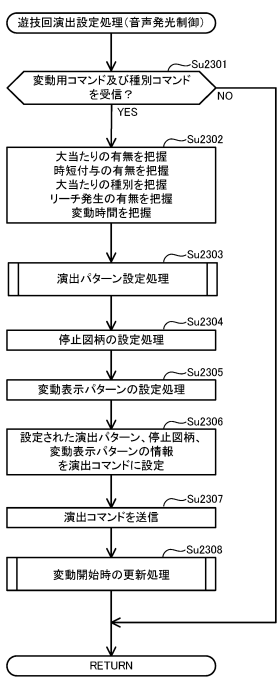 遊技回演出設定処理(音声発光制御)
Su2301
変動用コマンド及び種別コマンド
を受信?
NO
YES
Su2302
大当たりの有無を把握
時短付与の有無を把握
大当たりの種別を把握
リーチ発生の有無を把握
変動時間を把握
Su2303
演出パターン設定処理
Su2304
停止図柄の設定処理
Su2305
変動表示パターンの設定処理
Su2306
設定された演出パターン、停止図柄、
変動表示パターンの情報
を演出コマンドに設定
Su2307
演出コマンドを送信
Su2308
変動開始時の更新処理
RETURN